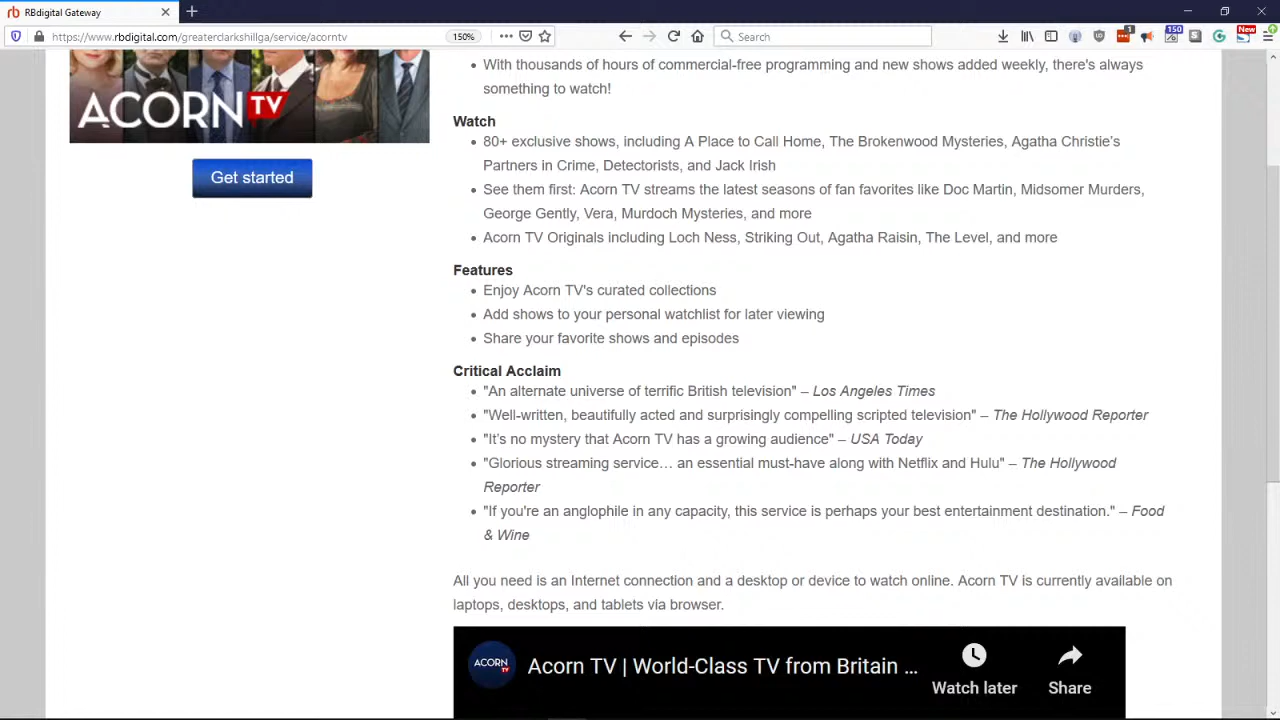 RBdigital Gateway
https://www.rbdigital.com/greaterclarkshillga/service/acorntv
150%
Search
1
150
New
ACORN TV
Get started
With thousands of hours of commercial-free programming and new shows added weekly, there's always
something to watch!
Watch
80+ exclusive shows, including A Place to Call Home, The Brokenwood Mysteries, Agatha Christie's
Partners in Crime, Detectorists, and Jack Irish
See them first: Acorn TV streams the latest seasons of fan favorites like Doc Martin, Midsomer Murders,
George Gently, Vera, Murdoch Mysteries, and more
Acorn TV Originals including Loch Ness, Striking Out, Agatha Raisin, The Level, and more
Features
Enjoy Acorn TV's curated collections
Add shows to your personal watchlist for later viewing
Share your favorite shows and episodes
Critical Acclaim
"An alternate universe of terrific British television" – Los Angeles Times
"Well-written, beautifully acted and surprisingly compelling scripted television" – The Hollywood Reporter
"It's no mystery that Acorn TV has a growing audience" – USA Today
"Glorious streaming service… an essential must-have along with Netflix and Hulu" – The Hollywood
Reporter
"If you're an anglophile in any capacity, this service is perhaps your best entertainment destination." – Food
& Wine
All you need is an Internet connection and a desktop or device to watch online. Acorn TV is currently available on
laptops, desktops, and tablets via browser.
ACORN TV
Acorn TV | World-Class TV from Britain ...
Watch later
Share